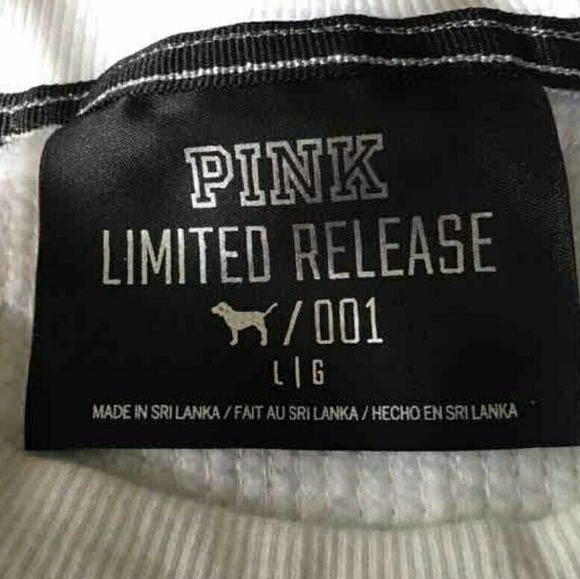 PINK
LIMITED RELEASE
/ 001
L | G
MADE IN SRI LANKA / FAIT AU SRI LANKA / HECHO EN SRI LANKA